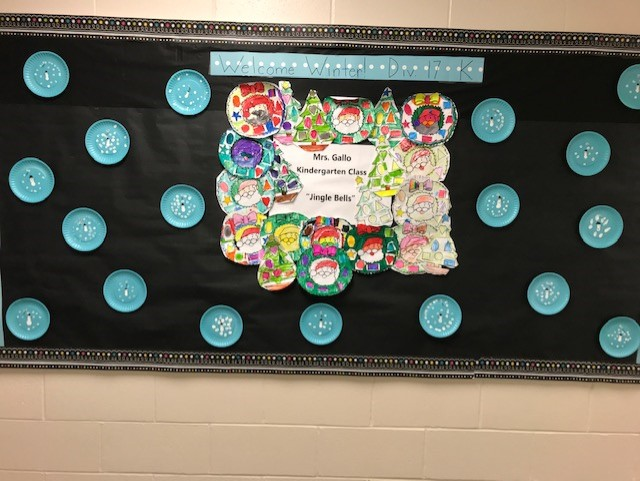 Welcome Winter! Div 17 K
Mrs. Gallo
Kindergarten Class
"Jingle Bells"